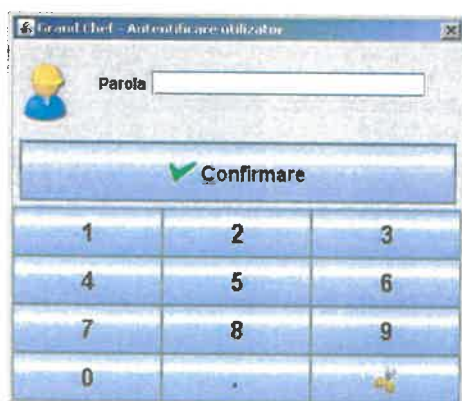 Grand Chef - Autentificare utilizator
Parola
Confirmare
1 2 3
4 5 6
7 8 9
0 .